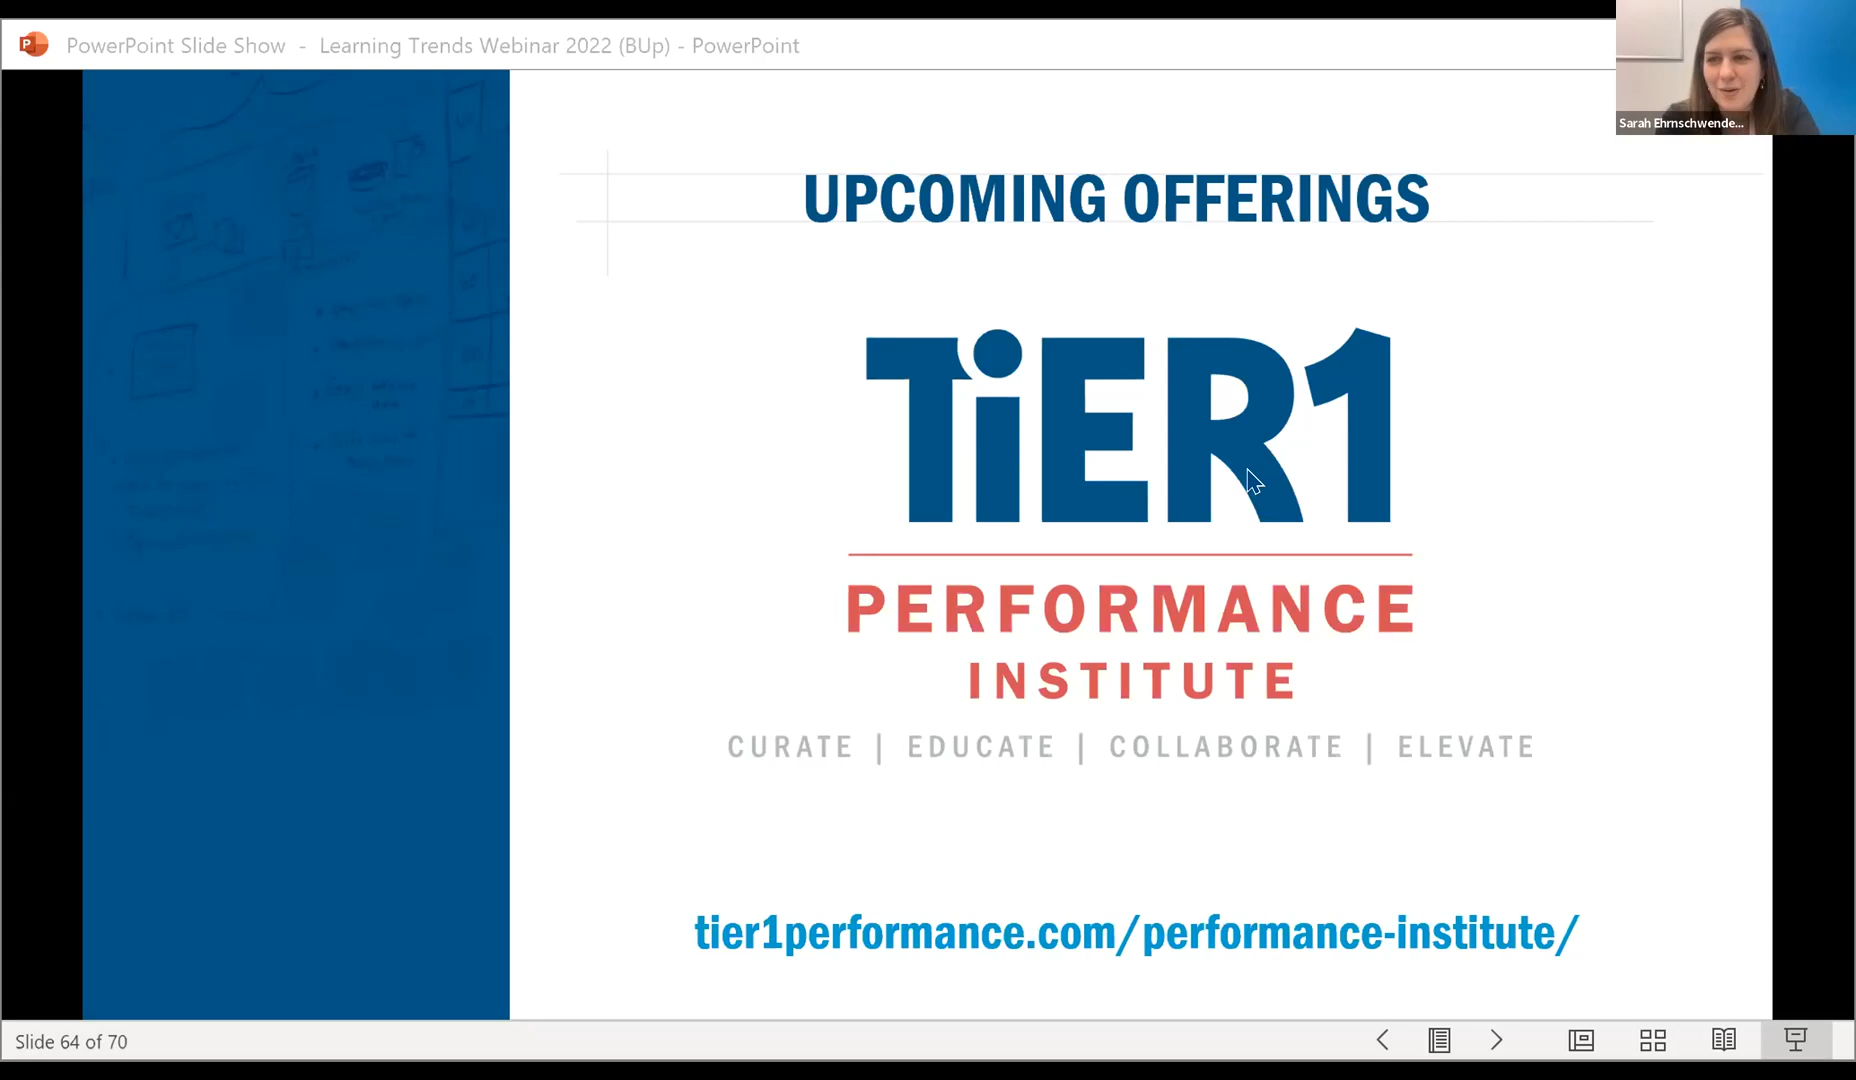 PowerPoint Slide Show - Learning Trends Webinar 2022 (BUp) - PowerPoint
Sarah Ehrnschwende...
UPCOMING OFFERINGS
TiER1
PERFORMANCE
INSTITUTE
CURATE | EDUCATE | COLLABORATE | ELEVATE
tier1performance.com/performance-institute/
Slide 64 of 70